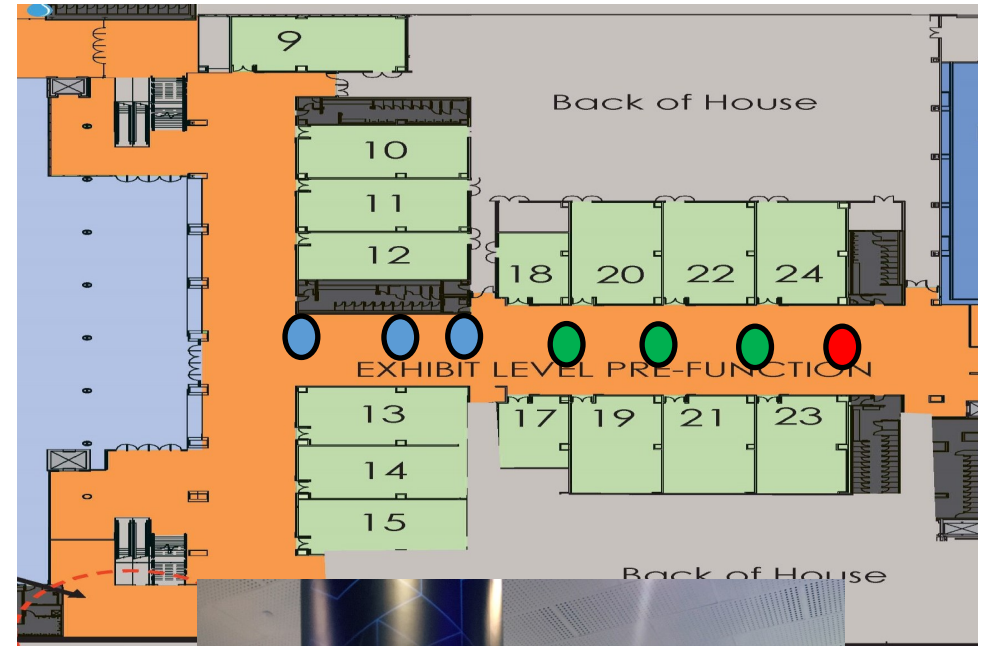 9
Back of House
10
11
12
18 20 22 24
EXHIBIT LEVEL PRE-FUNCTION
13
17 19 21 23
14
15
Back of House